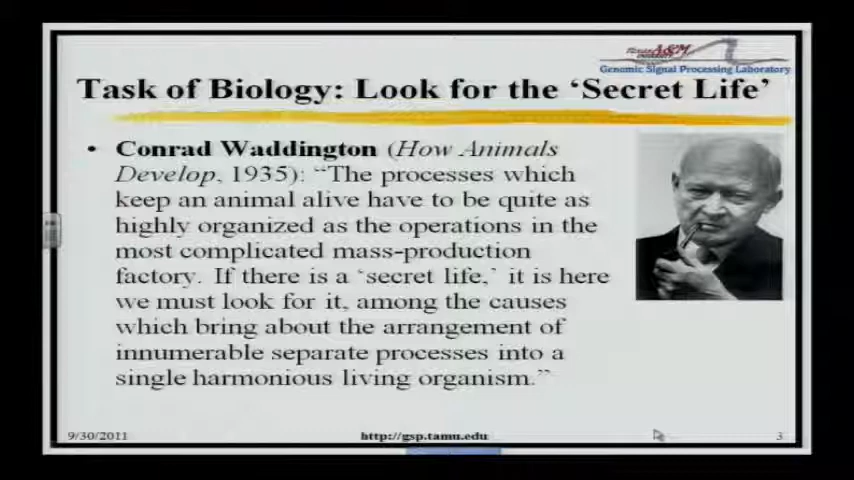 TEXAS A&M
UNIVERSITY
Genomic Signal Processing Laboratory
Task of Biology: Look for the ‘Secret Life’
• Conrad Waddington (How Animals
Develop, 1935): “The processes which
keep an animal alive have to be quite as
highly organized as the operations in the
most complicated mass-production
factory. If there is a ‘secret life,’ it is here
we must look for it, among the causes
which bring about the arrangement of
innumerable separate processes into a
single harmonious living organism.”
9/30/2011 http://gsp.tamu.edu 3